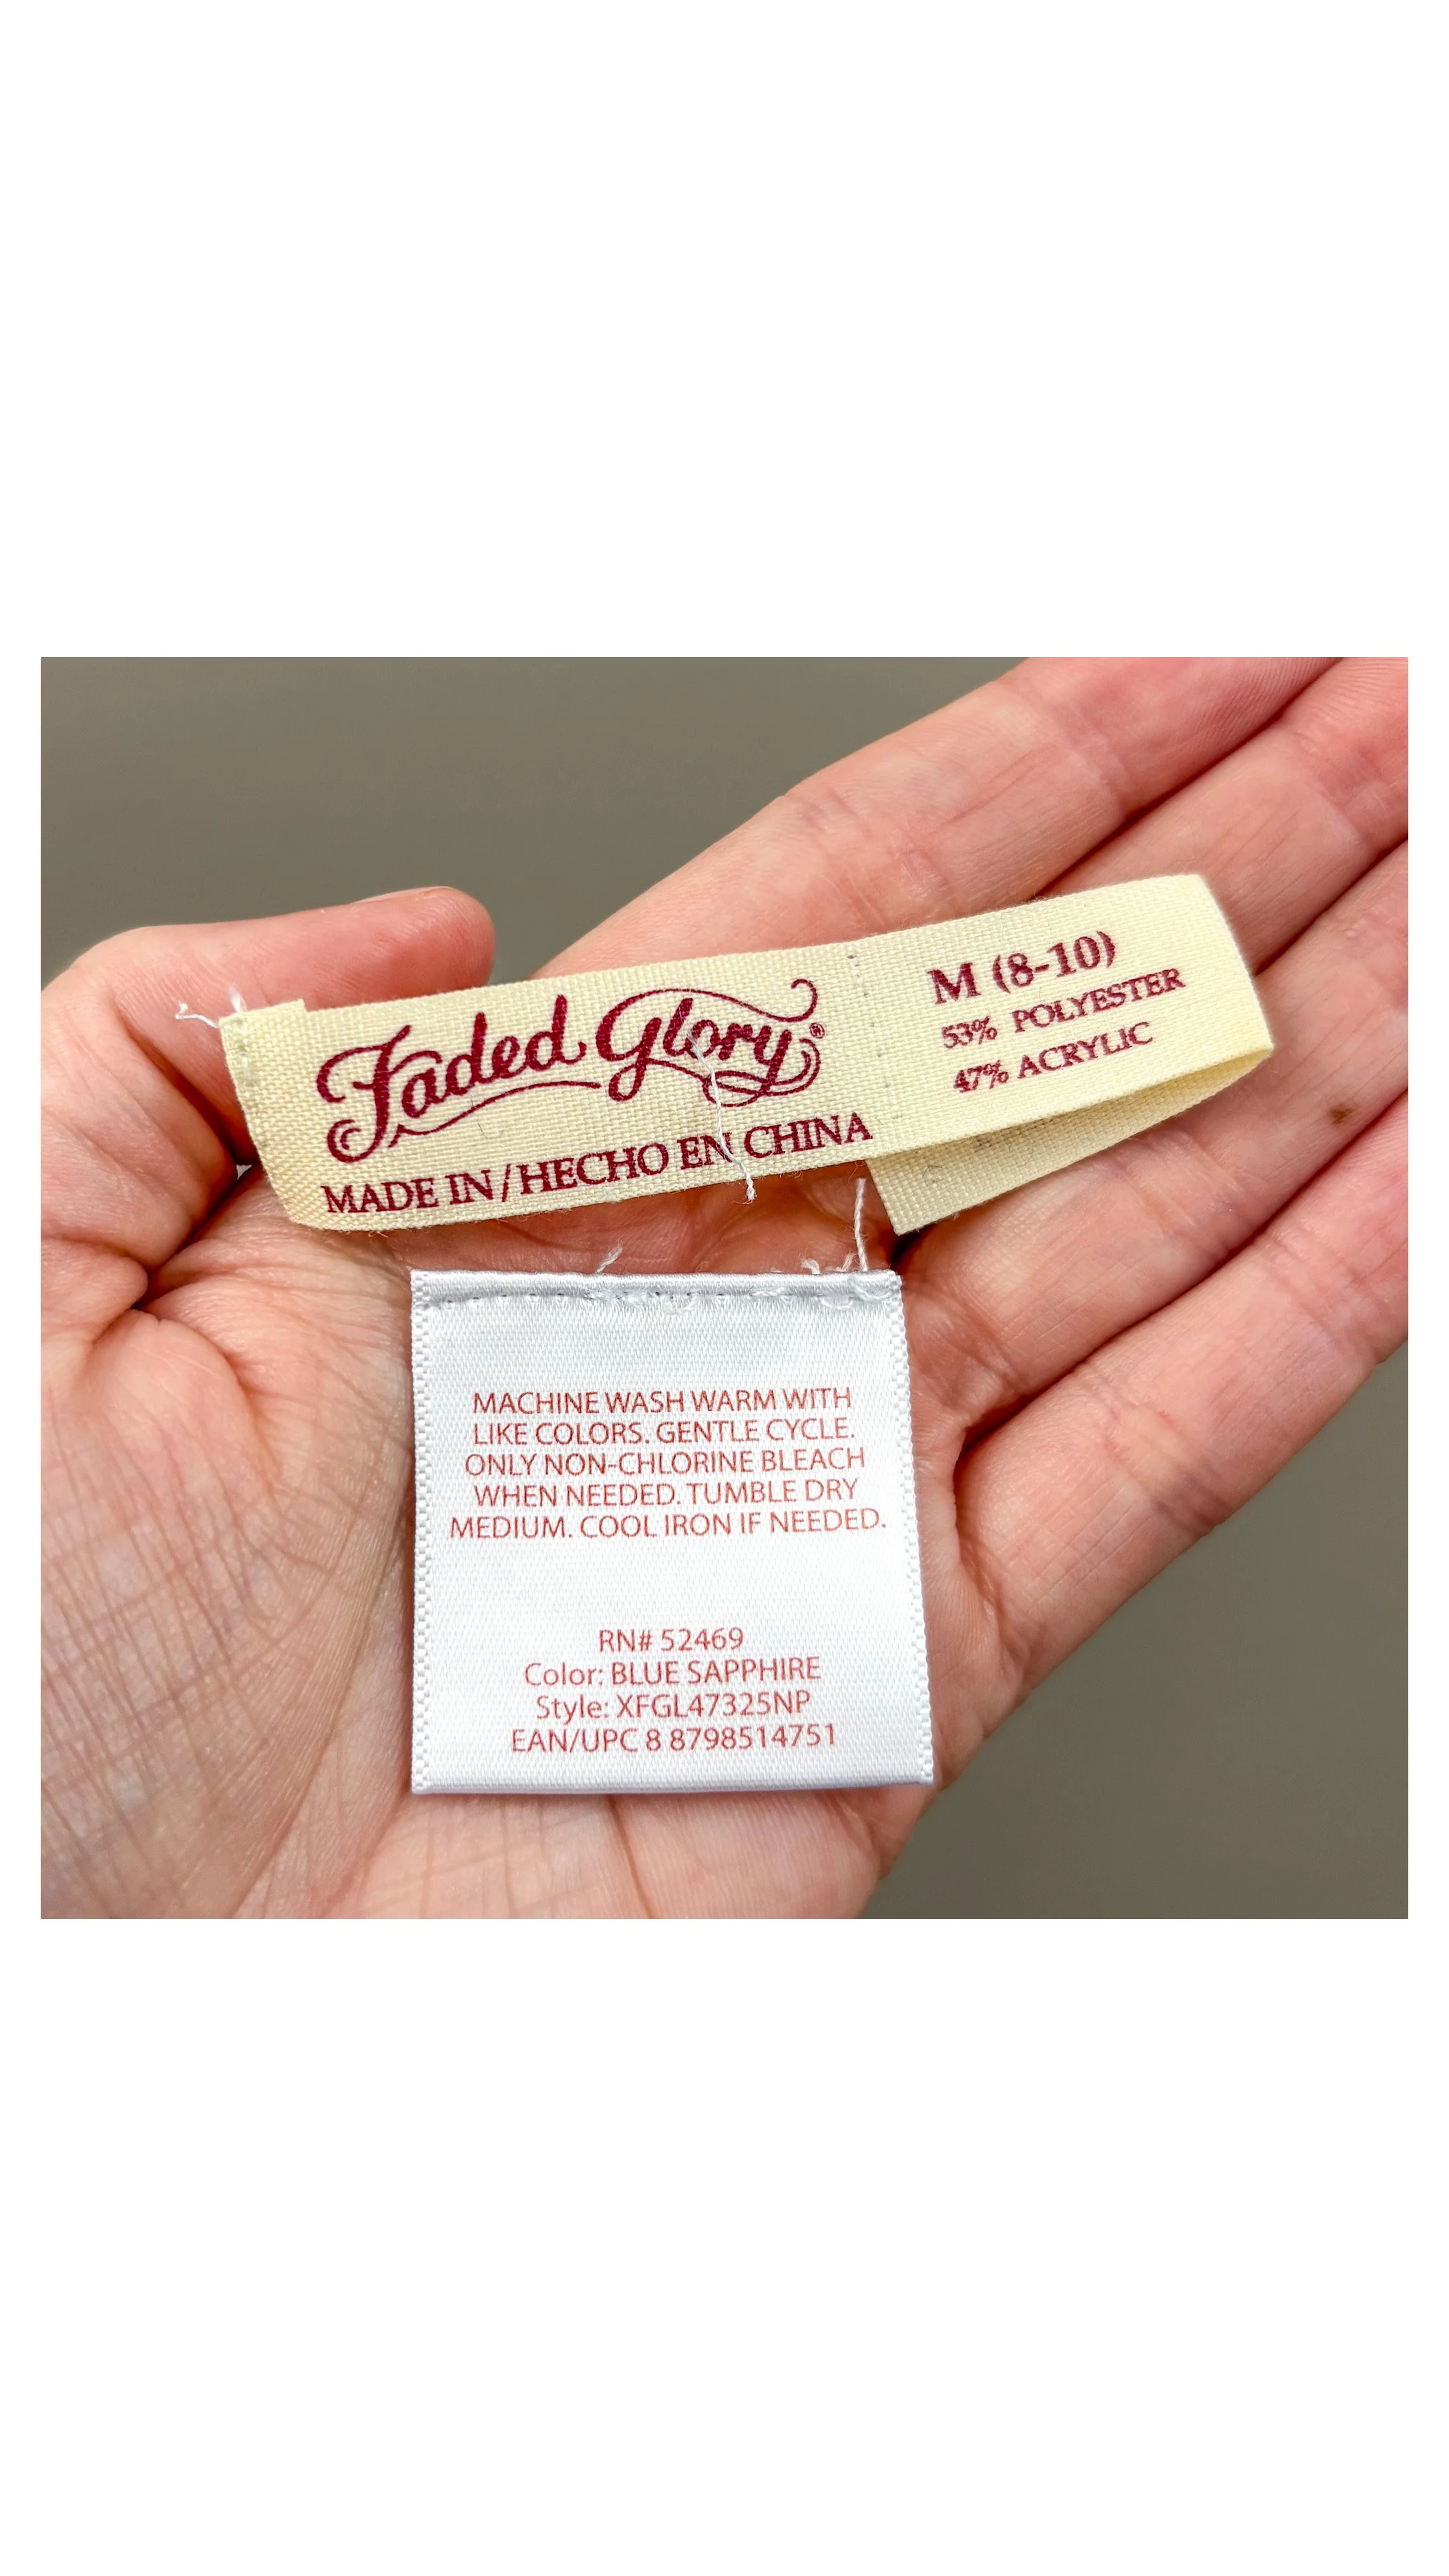 Faded Glory®
MADE IN/HECHO EN CHINA
M (8-10)
53% POLYESTER
47% ACRYLIC
MACHINE WASH WARM WITH
LIKE COLORS. GENTLE CYCLE.
ONLY NON-CHLORINE BLEACH
WHEN NEEDED. TUMBLE DRY
MEDIUM. COOL IRON IF NEEDED.
RN# 52469
Color: BLUE SAPPHIRE
Style: XFGL47325NP
EAN/UPC 8 8798514751